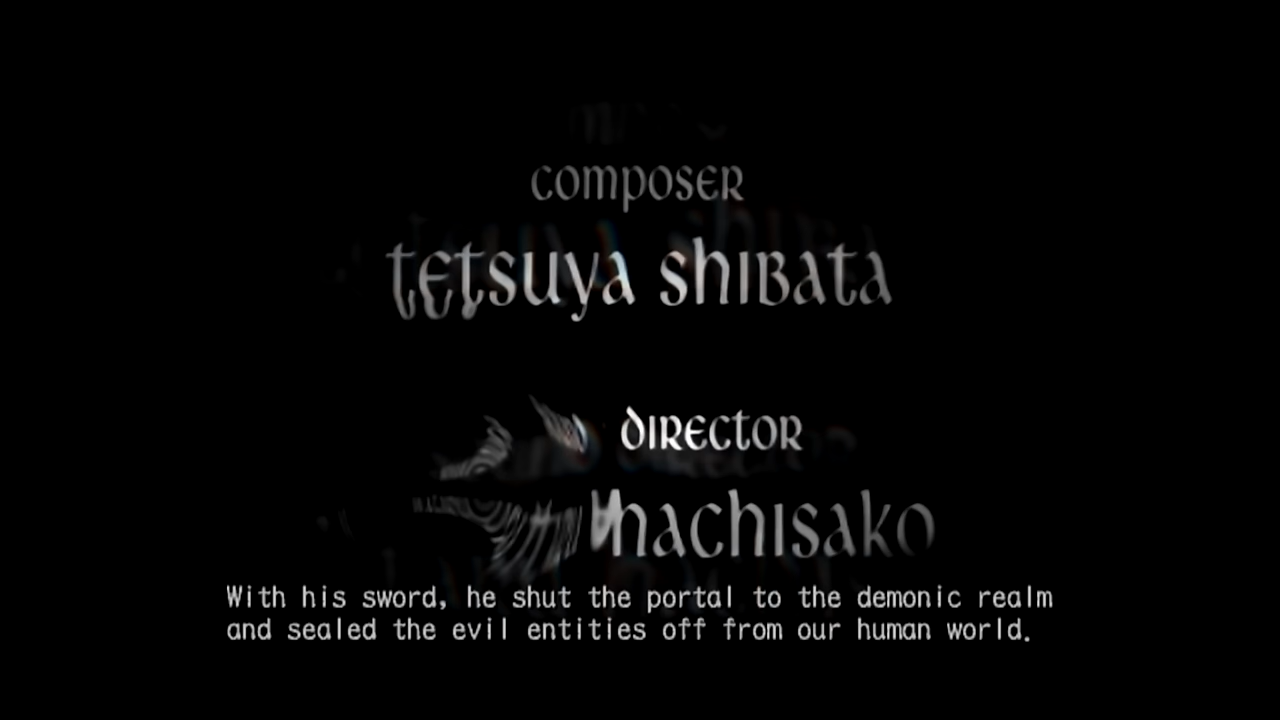 composer
tetsuya shibata
director
machisako
With his sword, he shut the portal to the demonic realm
and sealed the evil entities off from our human world.